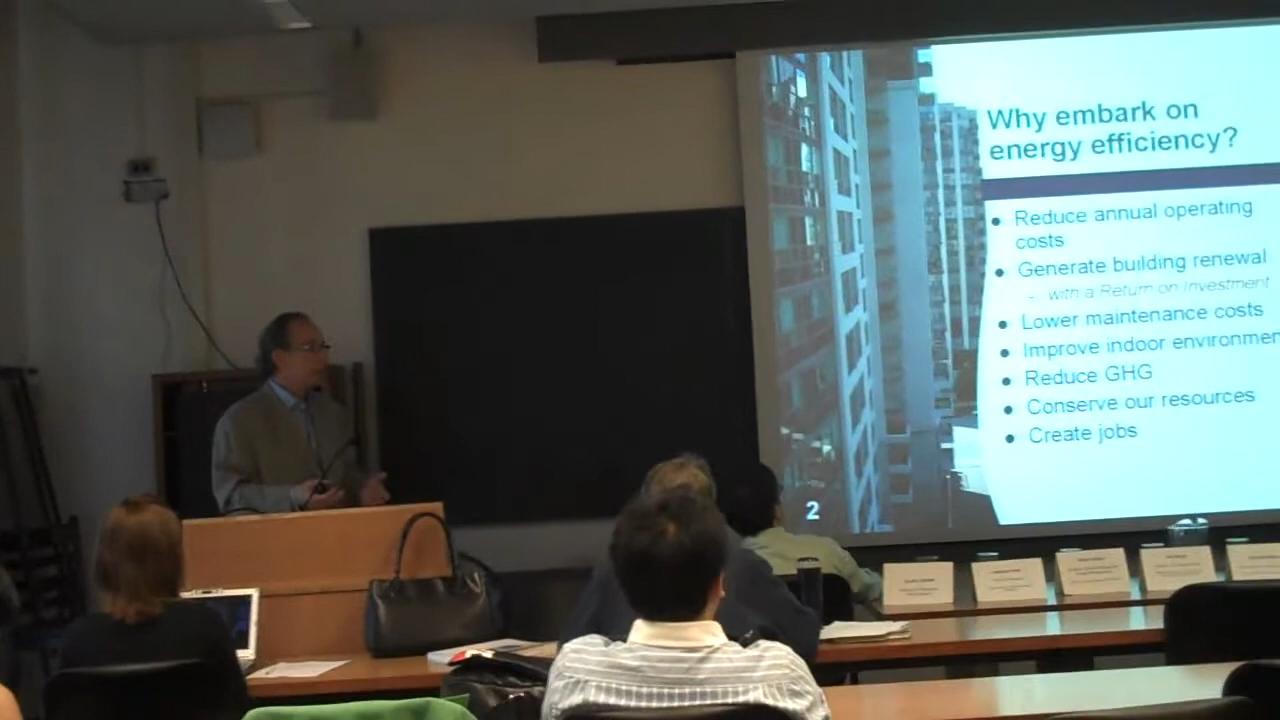 Why embark on
energy efficiency?
● Reduce annual operating
costs
● Generate building renewal
- with a Return on Investment
● Lower maintenance costs
● Improve indoor environmen
● Reduce GHG
● Conserve our resources
● Create jobs
2